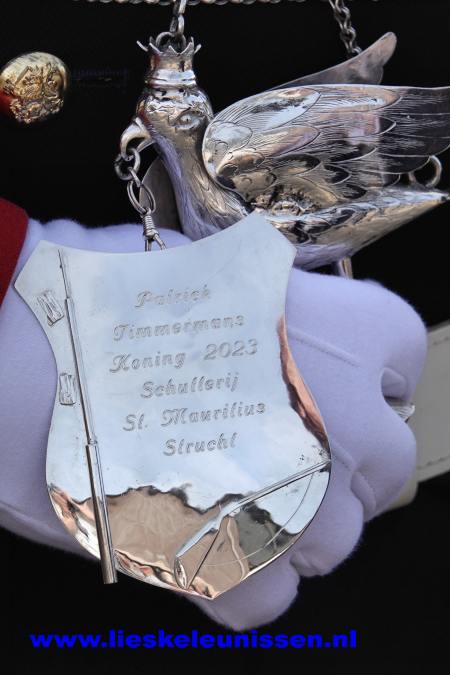 Patrick
Timmermans
Koning 2023
Schutterij
St. Mauritius
Strucht
www.lieskeleunissen.nl